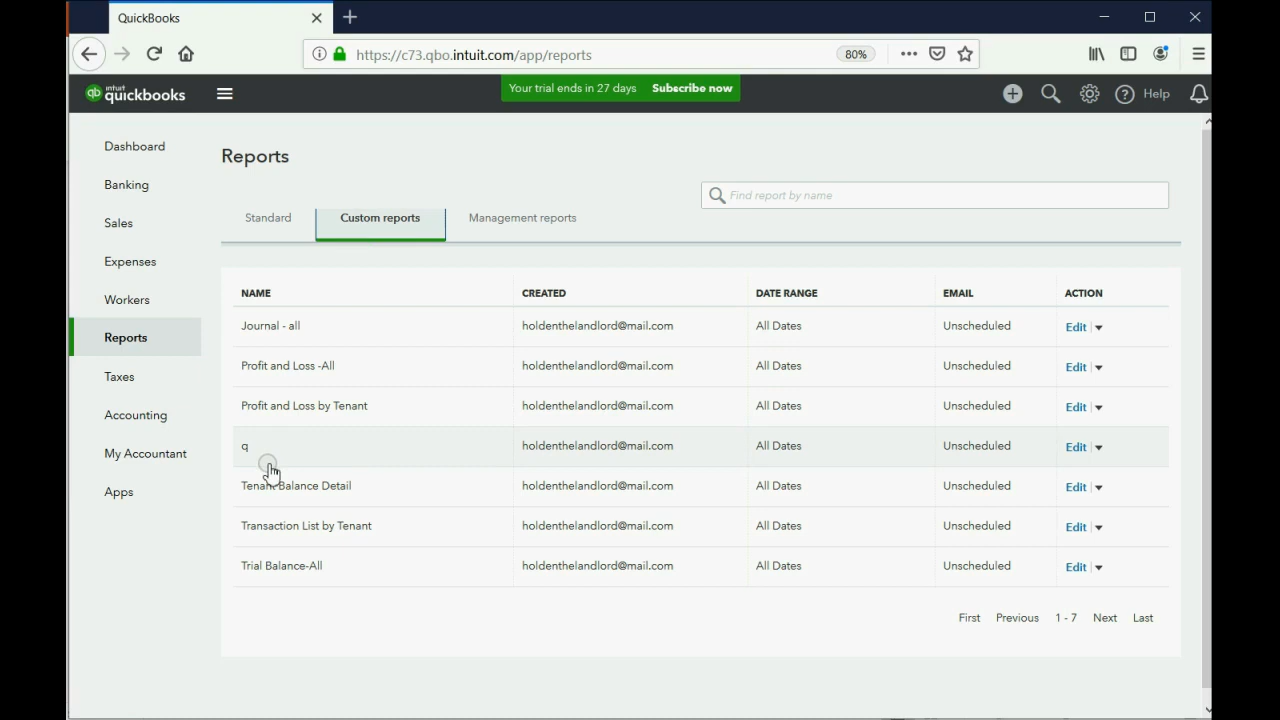 QuickBooks
https://c73.qbo.intuit.com/app/reports
80%
intuit
qb quickbooks
Your trial ends in 27 days Subscribe now
Help
Dashboard
Banking
Sales
Expenses
Workers
Reports
Taxes
Accounting
My Accountant
Apps
Reports
Find report by name
Standard Custom reports Management reports
NAME CREATED DATE RANGE EMAIL ACTION
Journal - all holdenthelandlord@mail.com All Dates Unscheduled Edit
Profit and Loss -All holdenthelandlord@mail.com All Dates Unscheduled Edit
Profit and Loss by Tenant holdenthelandlord@mail.com All Dates Unscheduled Edit
q holdenthelandlord@mail.com All Dates Unscheduled Edit
Tenant Balance Detail holdenthelandlord@mail.com All Dates Unscheduled Edit
Transaction List by Tenant holdenthelandlord@mail.com All Dates Unscheduled Edit
Trial Balance-All holdenthelandlord@mail.com All Dates Unscheduled Edit
First Previous 1 - 7 Next Last